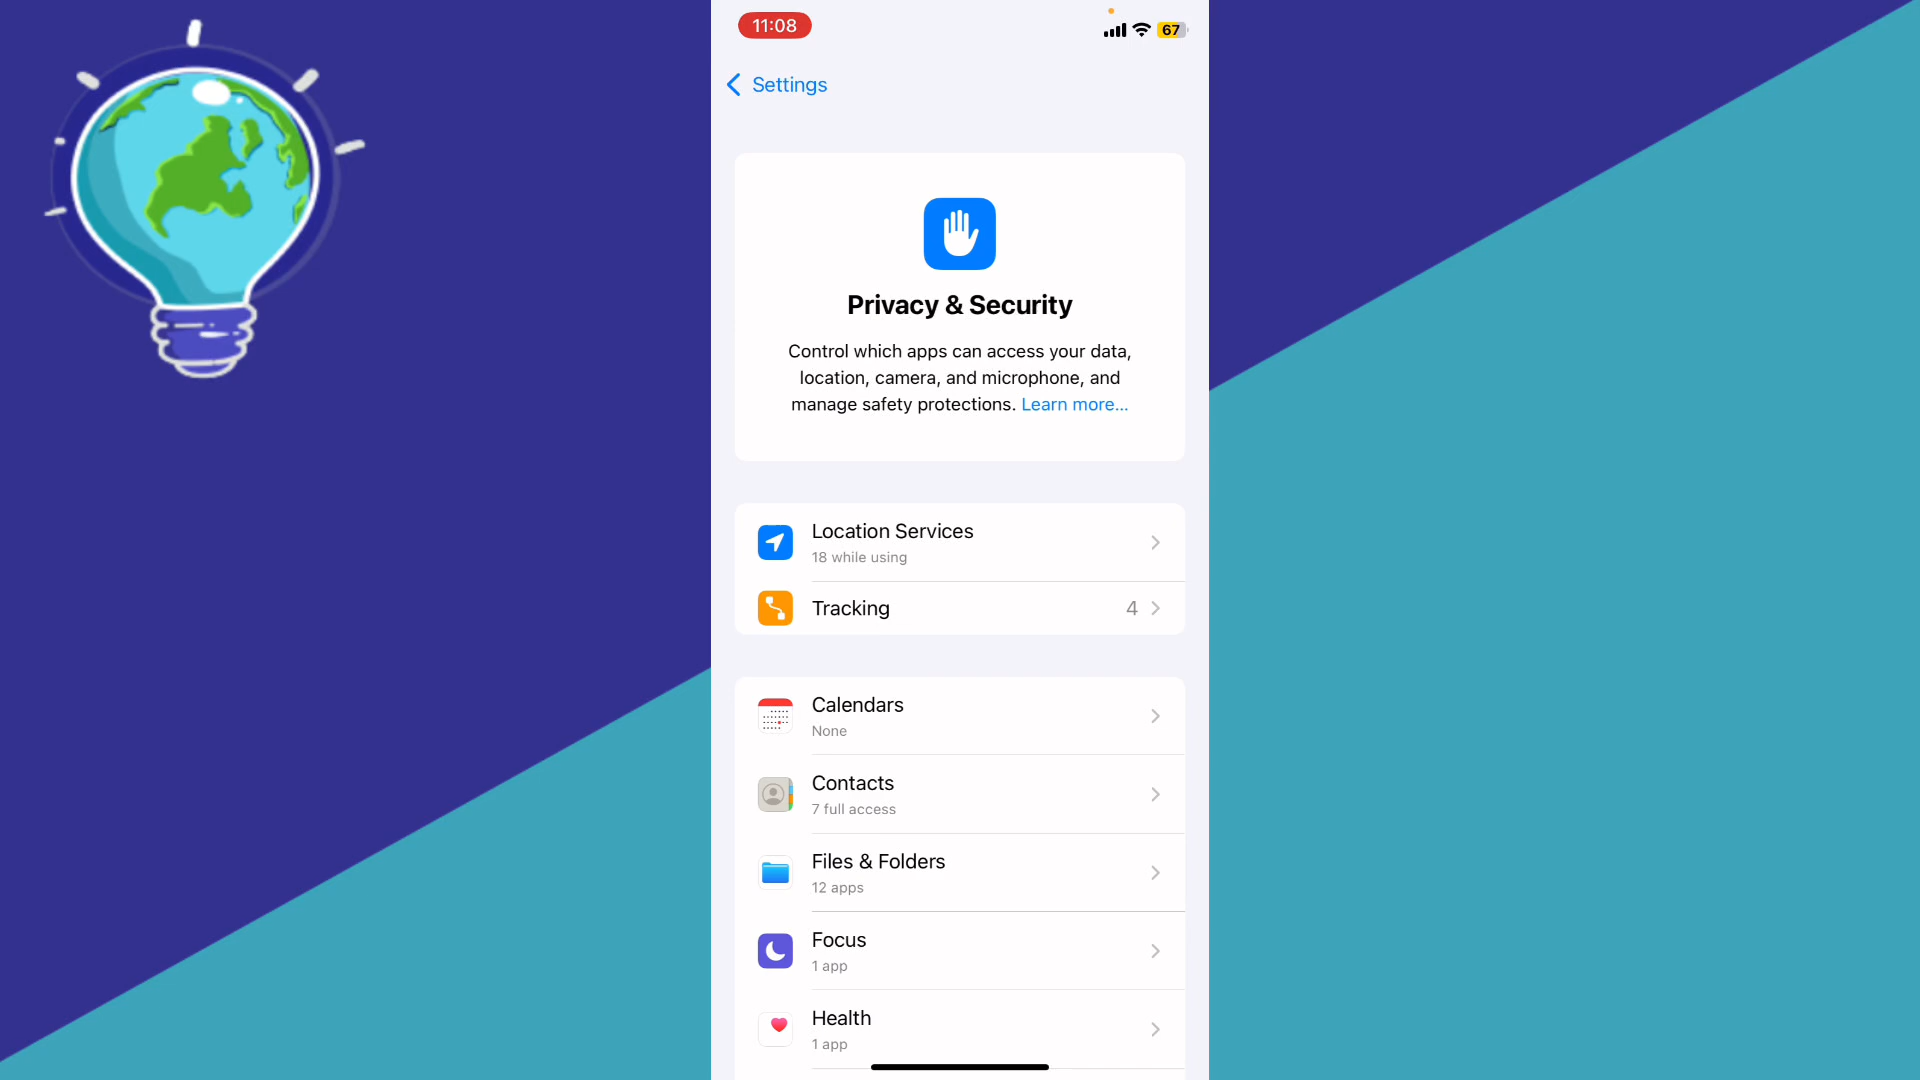 11:08
67
Settings
Privacy & Security
Control which apps can access your data,
location, camera, and microphone, and
manage safety protections. Learn more...
Location Services
18 while using
Tracking
4
Calendars
None
Contacts
7 full access
Files & Folders
12 apps
Focus
1 app
Health
1 app